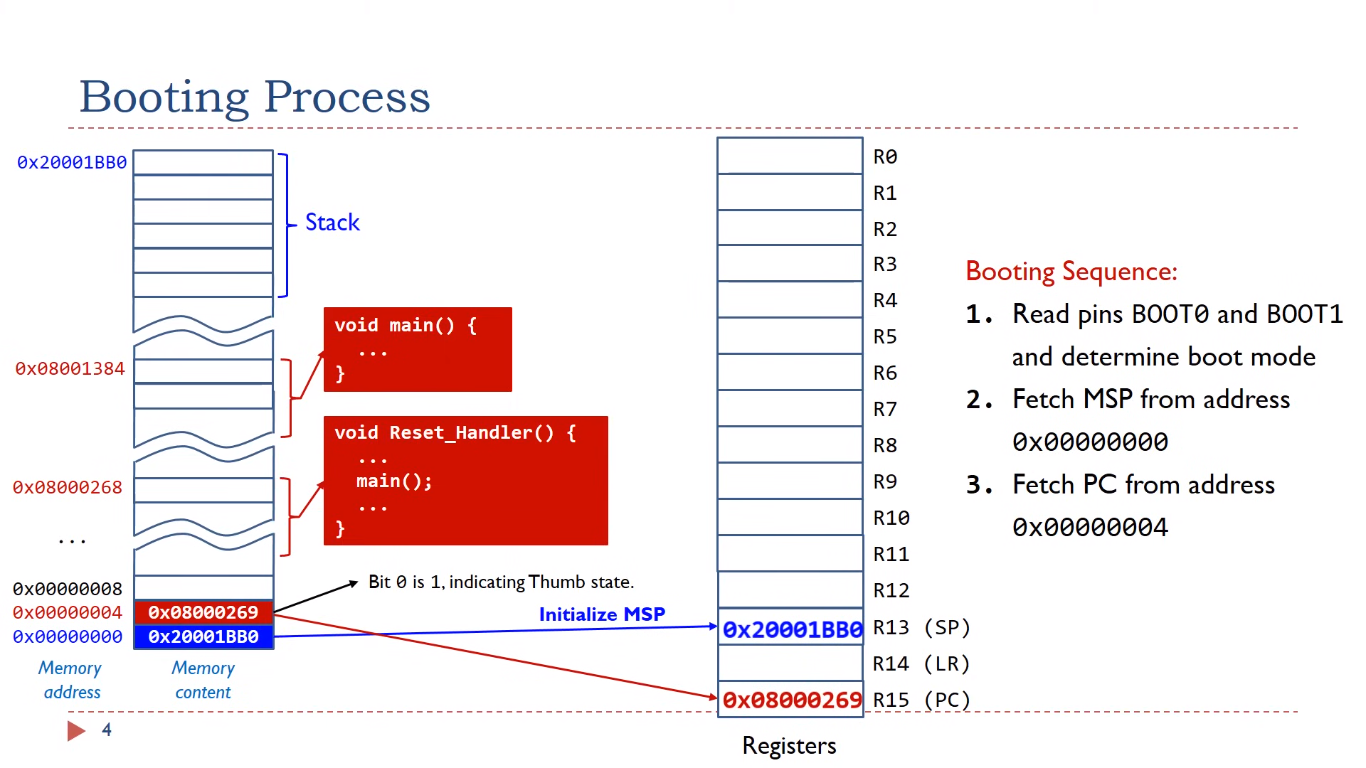 Booting Process
0x20001BB0
Stack
void main() {
...
}
0x08001384
void Reset_Handler() {
...
main();
...
}
0x08000268
...
0x00000008
0x00000004
0x08000269
0x00000000
0x20001BB0
Memory
address
Memory
content
Bit 0 is 1, indicating Thumb state.
Initialize MSP
R0
R1
R2
R3
R4
R5
R6
R7
R8
R9
R10
R11
R12
0x20001BB0
R13 (SP)
R14 (LR)
0x08000269
R15 (PC)
Registers
Booting Sequence:
1. Read pins BOOT0 and BOOT1
and determine boot mode
2. Fetch MSP from address
0x00000000
3. Fetch PC from address
0x00000004
4